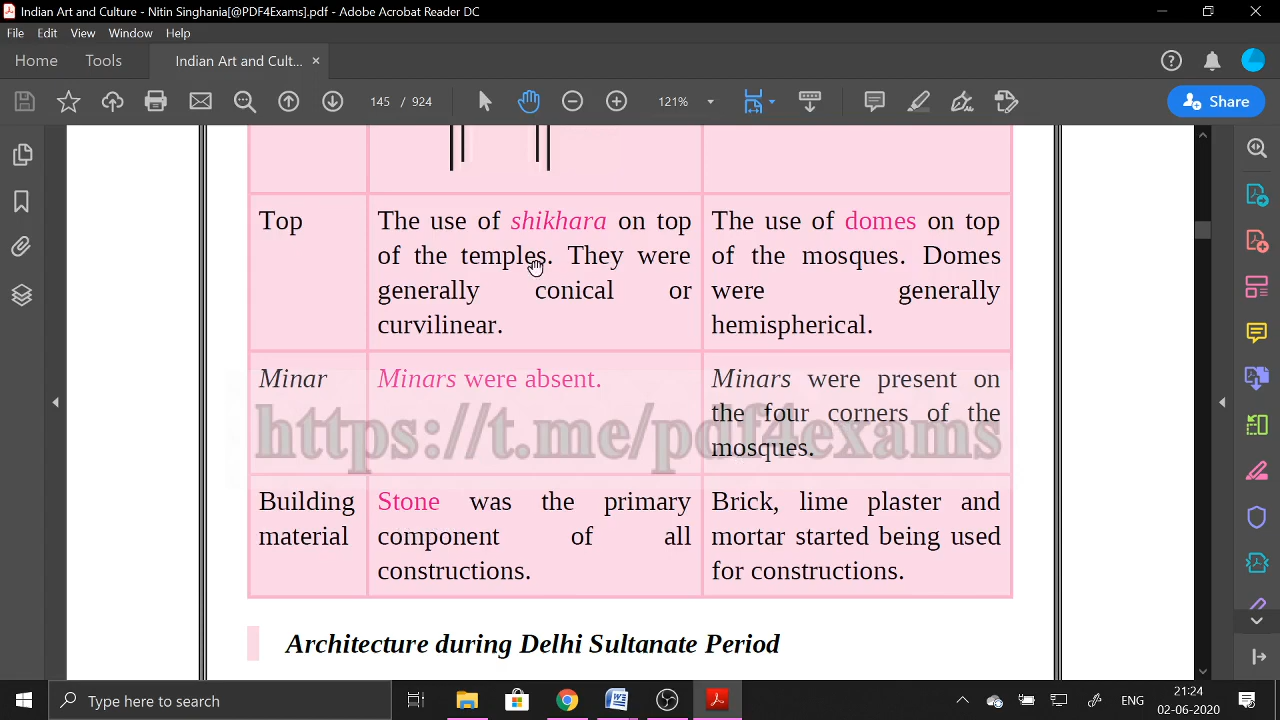 Indian Art and Culture - Nitin Singhania[@PDF4Exams].pdf - Adobe Acrobat Reader DC
File Edit View Window Help
Home Tools Indian Art and Cult... ×
145 / 924 121% Share
Top
The use of shikhara on top
of the temples. They were
generally conical or
curvilinear.
The use of domes on top
of the mosques. Domes
were generally
hemispherical.
Minar
Minars were absent.
Minars were present on
the four corners of the
mosques.
https://t.me/pdf4exams
Building
material
Stone was the primary
component of all
constructions.
Brick, lime plaster and
mortar started being used
for constructions.
Architecture during Delhi Sultanate Period
Type here to search
ENG
21:24
02-06-2020